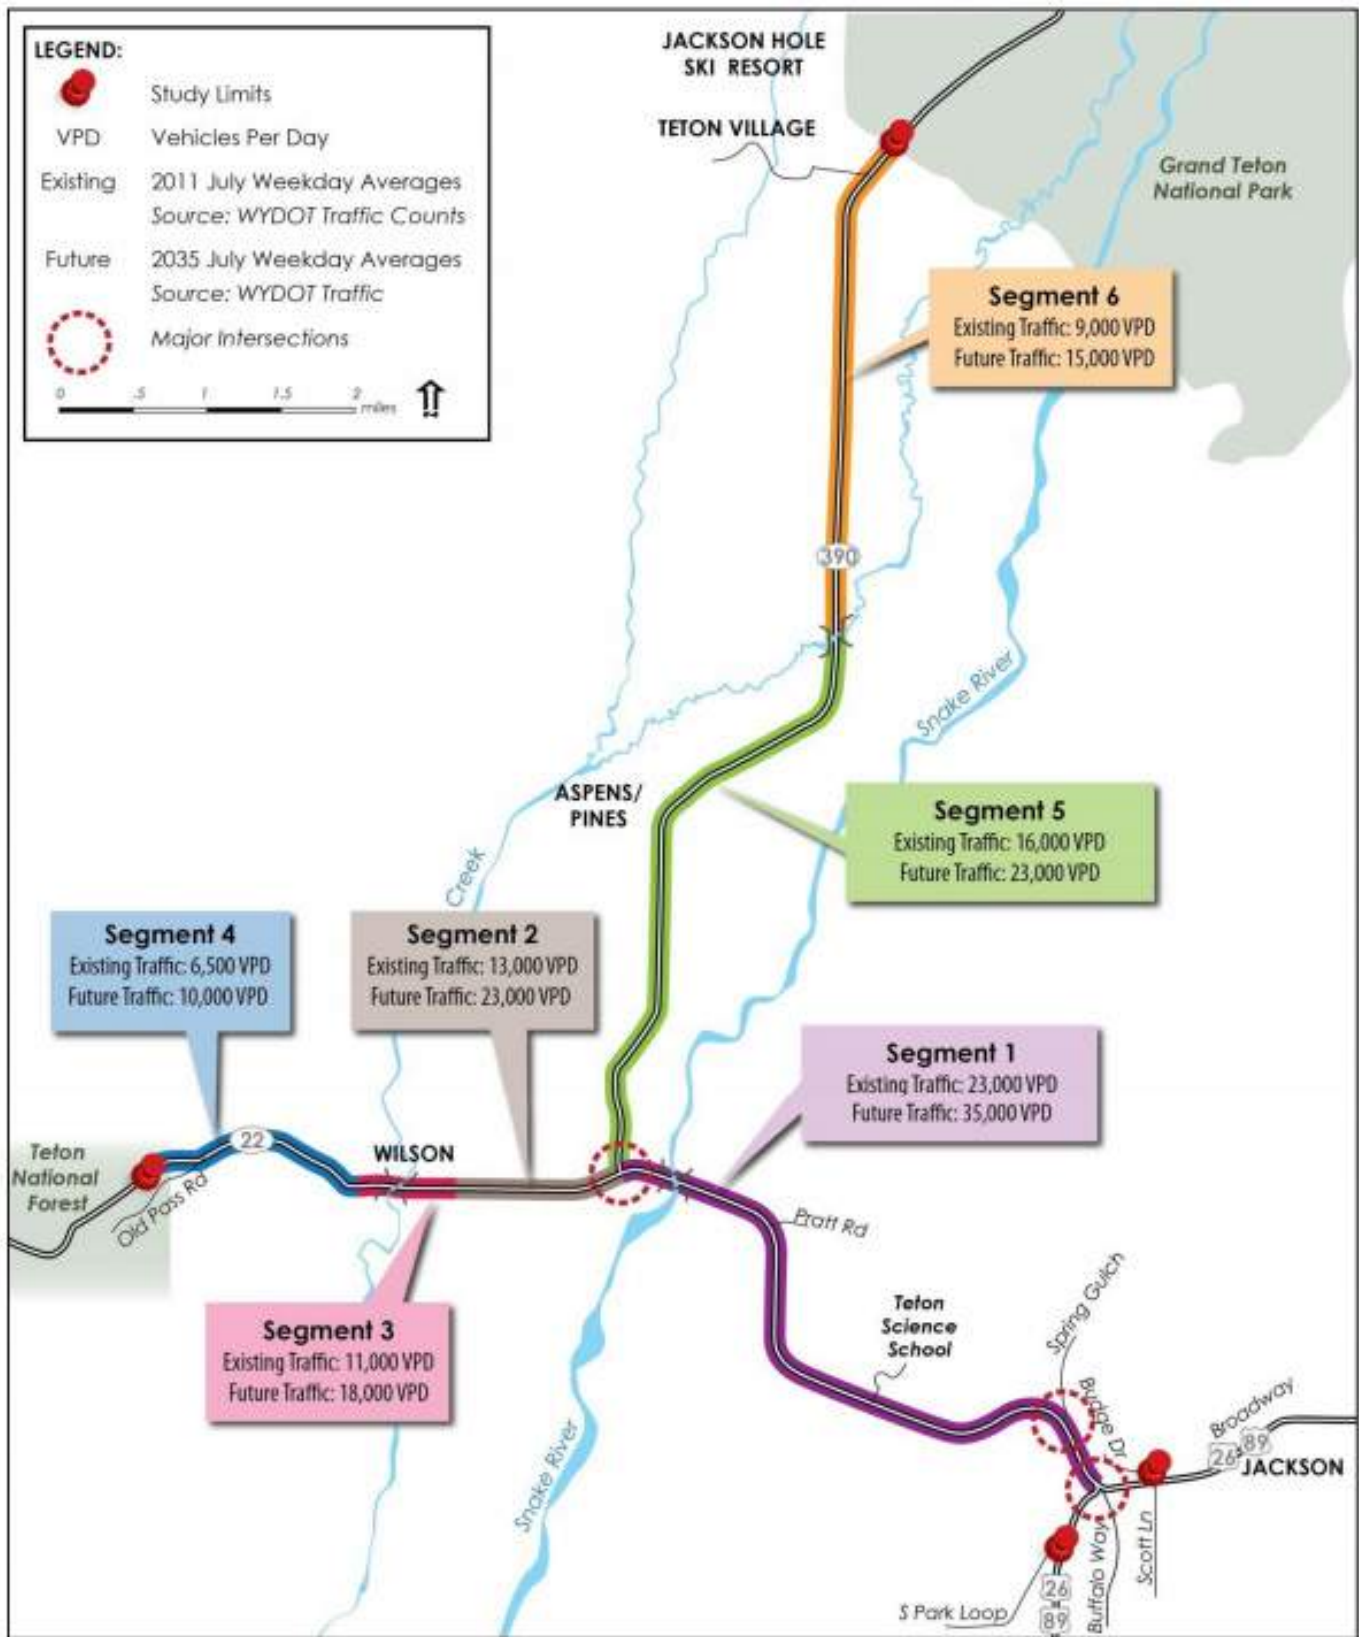 LEGEND:
Study Limits
VPD Vehicles Per Day
Existing 2011 July Weekday Averages
Source: WYDOT Traffic Counts
Future 2035 July Weekday Averages
Source: WYDOT Traffic
Major Intersections
0 .5 1 1.5 2 miles
JACKSON HOLE
SKI RESORT
TETON VILLAGE
Grand Teton
National Park
Segment 6
Existing Traffic: 9,000 VPD
Future Traffic: 15,000 VPD
390
Snake River
ASPENS/
PINES
Segment 5
Existing Traffic: 16,000 VPD
Future Traffic: 23,000 VPD
Creek
Segment 4
Existing Traffic: 6,500 VPD
Future Traffic: 10,000 VPD
Segment 2
Existing Traffic: 13,000 VPD
Future Traffic: 23,000 VPD
Segment 1
Existing Traffic: 23,000 VPD
Future Traffic: 35,000 VPD
22
WILSON
Teton
National
Forest
Old Pass Rd
Pratt Rd
Segment 3
Existing Traffic: 11,000 VPD
Future Traffic: 18,000 VPD
Teton
Science
School
Spring Gulch
Budge Dr
Broadway
26
89
JACKSON
Snake River
Buffalo Way
Scott Ln
S Park Loop
26
89